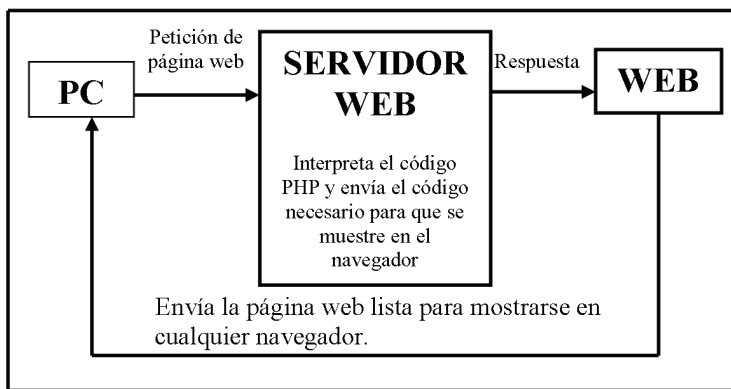 Petición de
página web
PC
SERVIDOR
WEB
Interpreta el código
PHP y envía el código
necesario para que se
muestre en el
navegador
Respuesta
WEB
Envía la página web lista para mostrarse en
cualquier navegador.